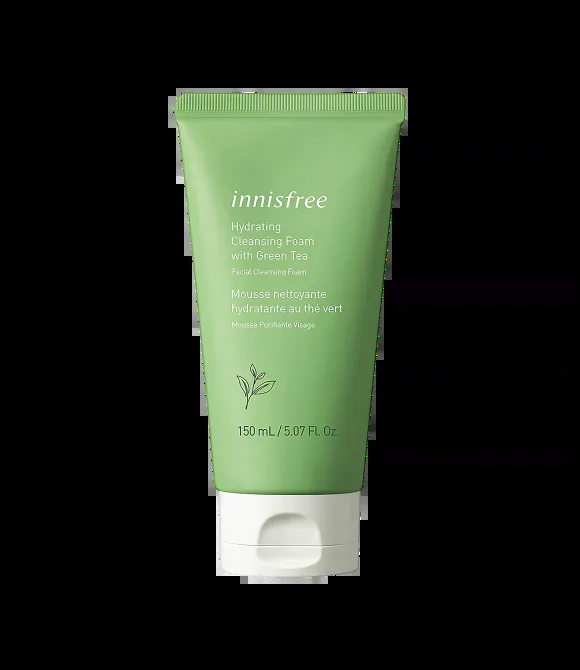 innisfree
Hydrating
Cleansing Foam
with Green Tea
Facial Cleansing Foam
Mousse nettoyante
hydratante au thé vert
Mousse Purifiante Visage
150 mL / 5.07 Fl. Oz.